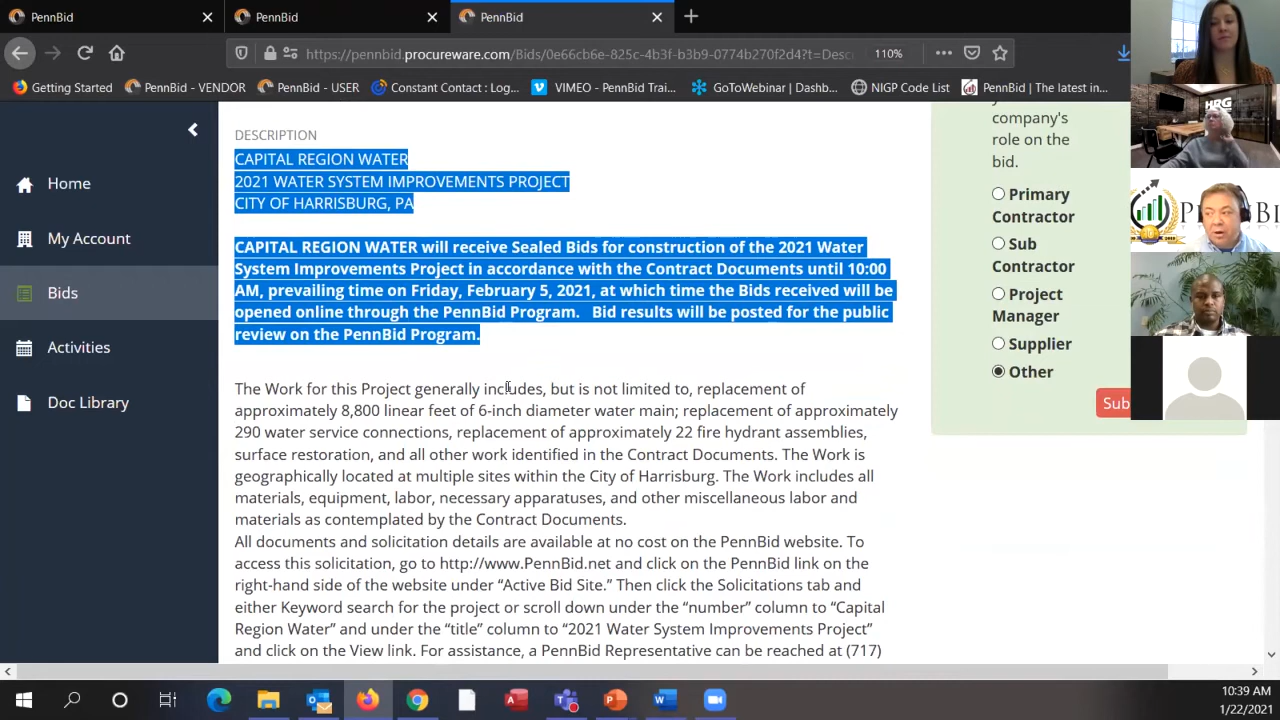 PennBid
PennBid
PennBid
https://pennbid.procureware.com/Bids/0e66cb6e-825c-4b3f-b3b9-0774b270f2d4?t=Desc
110%
Getting Started
PennBid - VENDOR
PennBid - USER
Constant Contact : Log...
VIMEO - PennBid Trai...
GoToWebinar | Dashb...
NIGP Code List
PennBid | The latest in...
Home
My Account
Bids
Activities
Doc Library
DESCRIPTION
CAPITAL REGION WATER
2021 WATER SYSTEM IMPROVEMENTS PROJECT
CITY OF HARRISBURG, PA
CAPITAL REGION WATER will receive Sealed Bids for construction of the 2021 Water
System Improvements Project in accordance with the Contract Documents until 10:00
AM, prevailing time on Friday, February 5, 2021, at which time the Bids received will be
opened online through the PennBid Program. Bid results will be posted for the public
review on the PennBid Program.
The Work for this Project generally includes, but is not limited to, replacement of
approximately 8,800 linear feet of 6-inch diameter water main; replacement of approximately
290 water service connections, replacement of approximately 22 fire hydrant assemblies,
surface restoration, and all other work identified in the Contract Documents. The Work is
geographically located at multiple sites within the City of Harrisburg. The Work includes all
materials, equipment, labor, necessary apparatuses, and other miscellaneous labor and
materials as contemplated by the Contract Documents.
All documents and solicitation details are available at no cost on the PennBid website. To
access this solicitation, go to http://www.PennBid.net and click on the PennBid link on the
right-hand side of the website under “Active Bid Site.” Then click the Solicitations tab and
either Keyword search for the project or scroll down under the “number” column to “Capital
Region Water” and under the “title” column to “2021 Water System Improvements Project”
and click on the View link. For assistance, a PennBid Representative can be reached at (717)
company's
role on the
bid.
Primary
Contractor
Sub
Contractor
Project
Manager
Supplier
Other
Sub
HRG
10:39 AM
1/22/2021